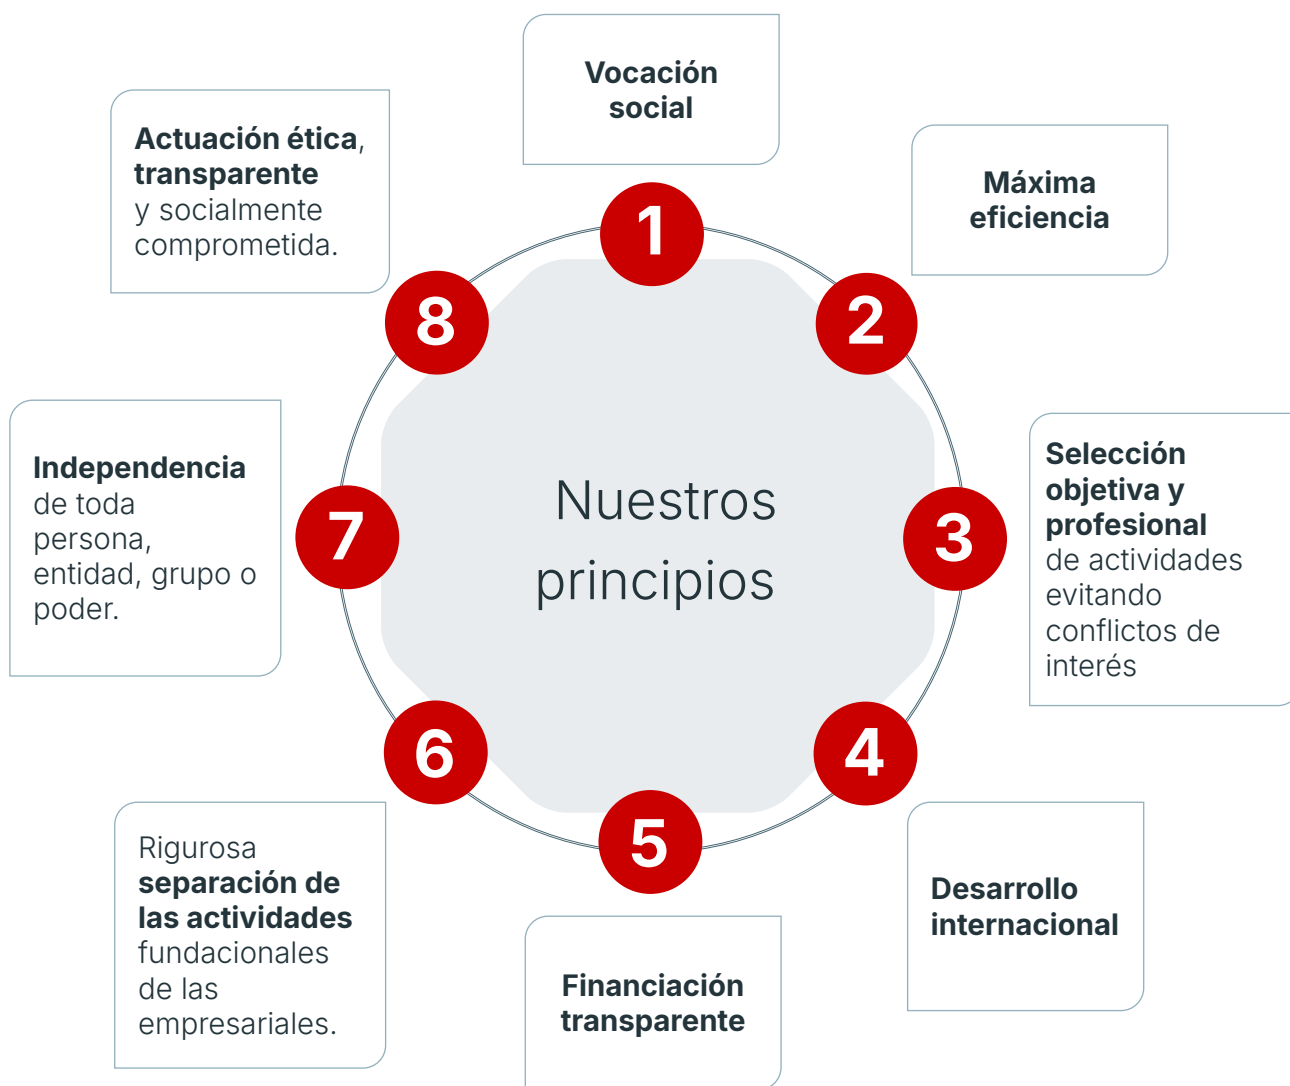 Nuestros
principios
1
Vocación
social
2
Máxima
eficiencia
3
Selección
objetiva y
profesional
de actividades
evitando
conflictos de
interés
4
Desarrollo
internacional
5
Financiación
transparente
6
Rigurosa
separación de
las actividades
fundacionales
de las
empresariales.
7
Independencia
de toda
persona,
entidad, grupo o
poder.
8
Actuación ética,
transparente
y socialmente
comprometida.